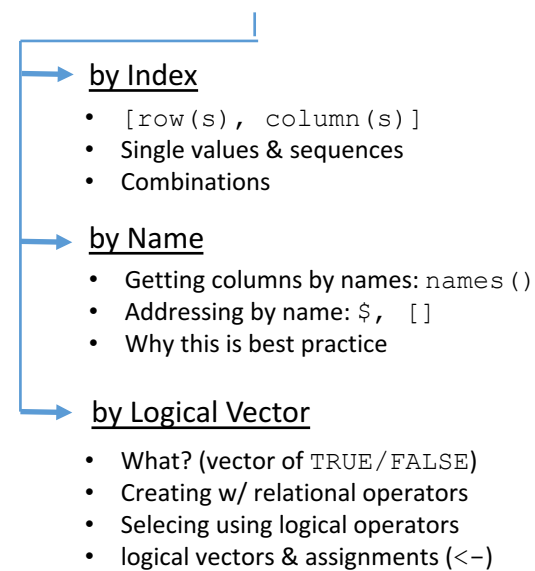 by Index
• [row(s), column(s)]
• Single values & sequences
• Combinations
by Name
• Getting columns by names: names()
• Addressing by name: $, []
• Why this is best practice
by Logical Vector
• What? (vector of TRUE/FALSE)
• Creating w/ relational operators
• Selecing using logical operators
• logical vectors & assignments (<-)